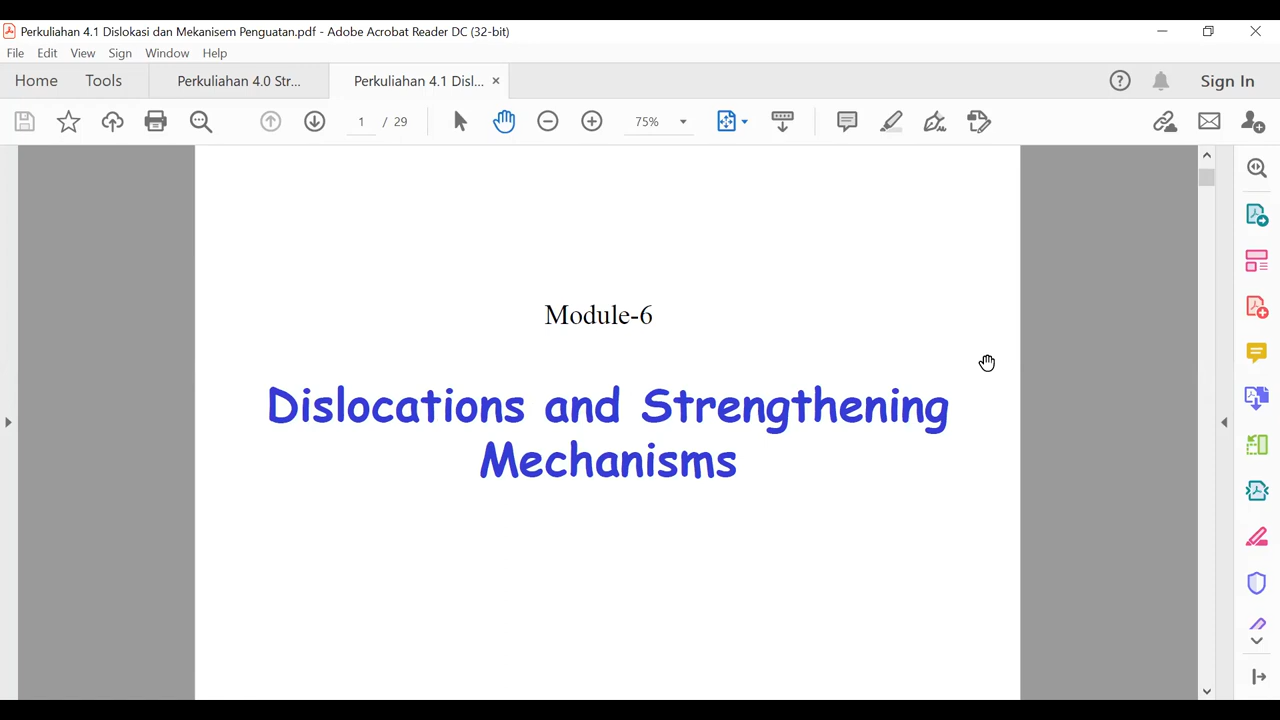 Perkuliahan 4.1 Dislokasi dan Mekanisem Penguatan.pdf - Adobe Acrobat Reader DC (32-bit)
File Edit View Sign Window Help
Home Tools Perkuliahan 4.0 Str... Perkuliahan 4.1 Disl... × Sign In
1 / 29 75%
Module-6
Dislocations and Strengthening
Mechanisms